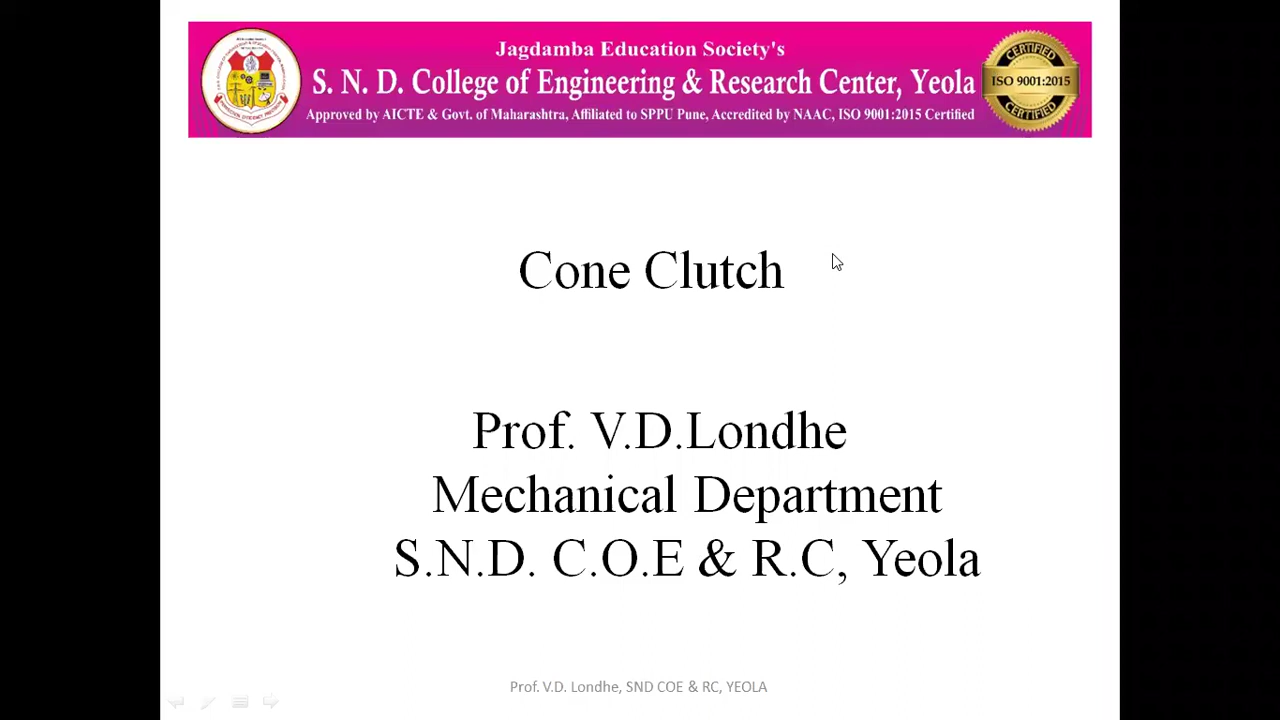 Jagdamba Education Society's
S. N. D. College of Engineering & Research Center, Yeola
Approved by AICTE & Govt. of Maharashtra, Affiliated to SPPU Pune, Accredited by NAAC, ISO 9001:2015 Certified
CERTIFIED
ISO 9001:2015
CERTIFIED
Cone Clutch
Prof. V.D.Londhe
Mechanical Department
S.N.D. C.O.E & R.C, Yeola
Prof. V.D. Londhe, SND COE & RC, YEOLA